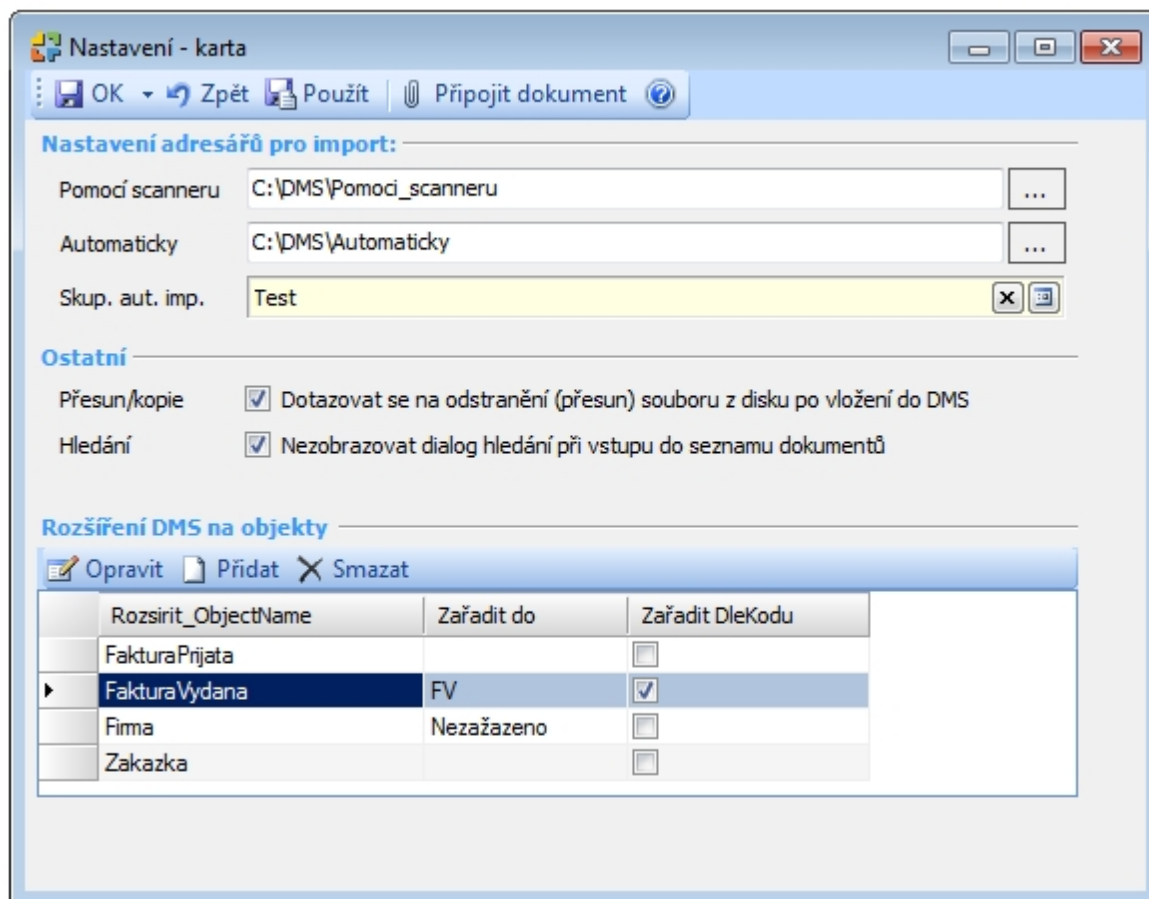 Nastavení - karta
OK Zpět Použít Připojit dokument
Nastavení adresářů pro import:
Pomocí scanneru C:\DMS\Pomoci_scanneru ...
Automaticky C:\DMS\Automaticky ...
Skup. aut. imp. Test
Ostatní
Přesun/kopie Dotazovat se na odstranění (přesun) souboru z disku po vložení do DMS
Hledání Nezobrazovat dialog hledání při vstupu do seznamu dokumentů
Rozšíření DMS na objekty
Opravit Přidat Smazat
Rozsirit_ObjectName Zařadit do Zařadit DleKodu
FakturaPrijata
FakturaVydana FV
Firma Nezažazeno
Zakazka